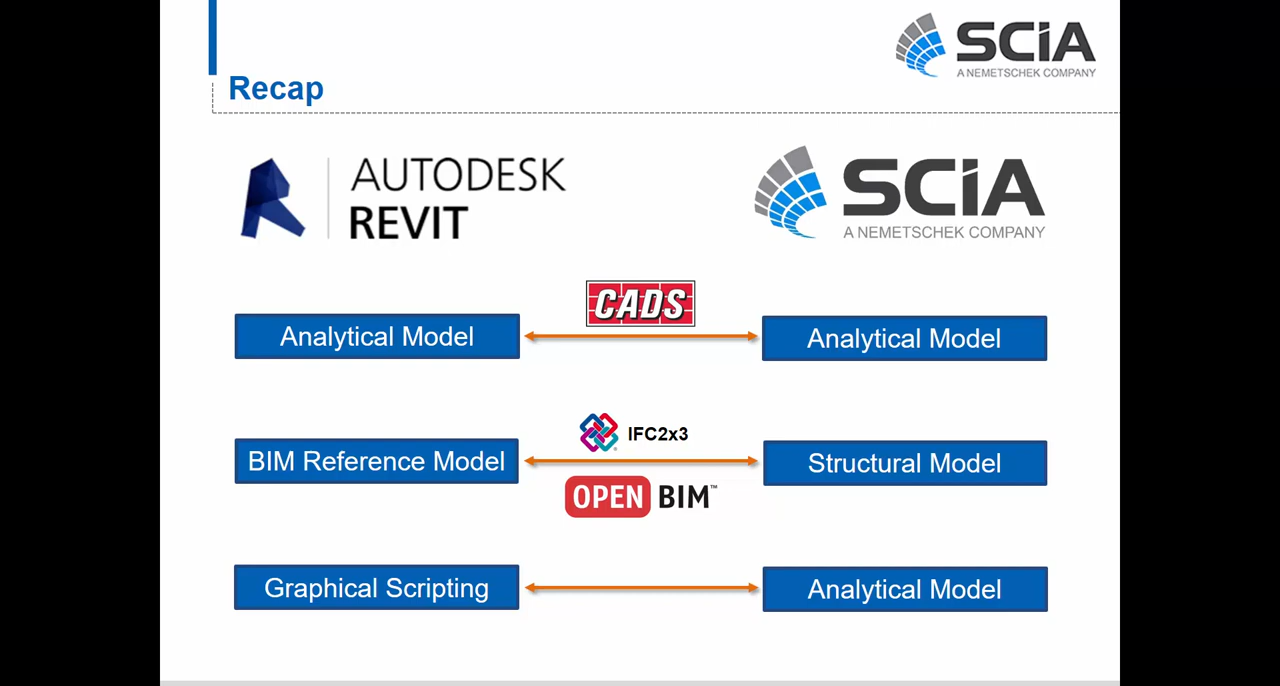 SCIA
A NEMETSCHEK COMPANY
Recap
AUTODESK
REVIT
SCIA
A NEMETSCHEK COMPANY
CADS
Analytical Model
Analytical Model
IFC2x3
BIM Reference Model
Structural Model
OPEN BIM™
Graphical Scripting
Analytical Model